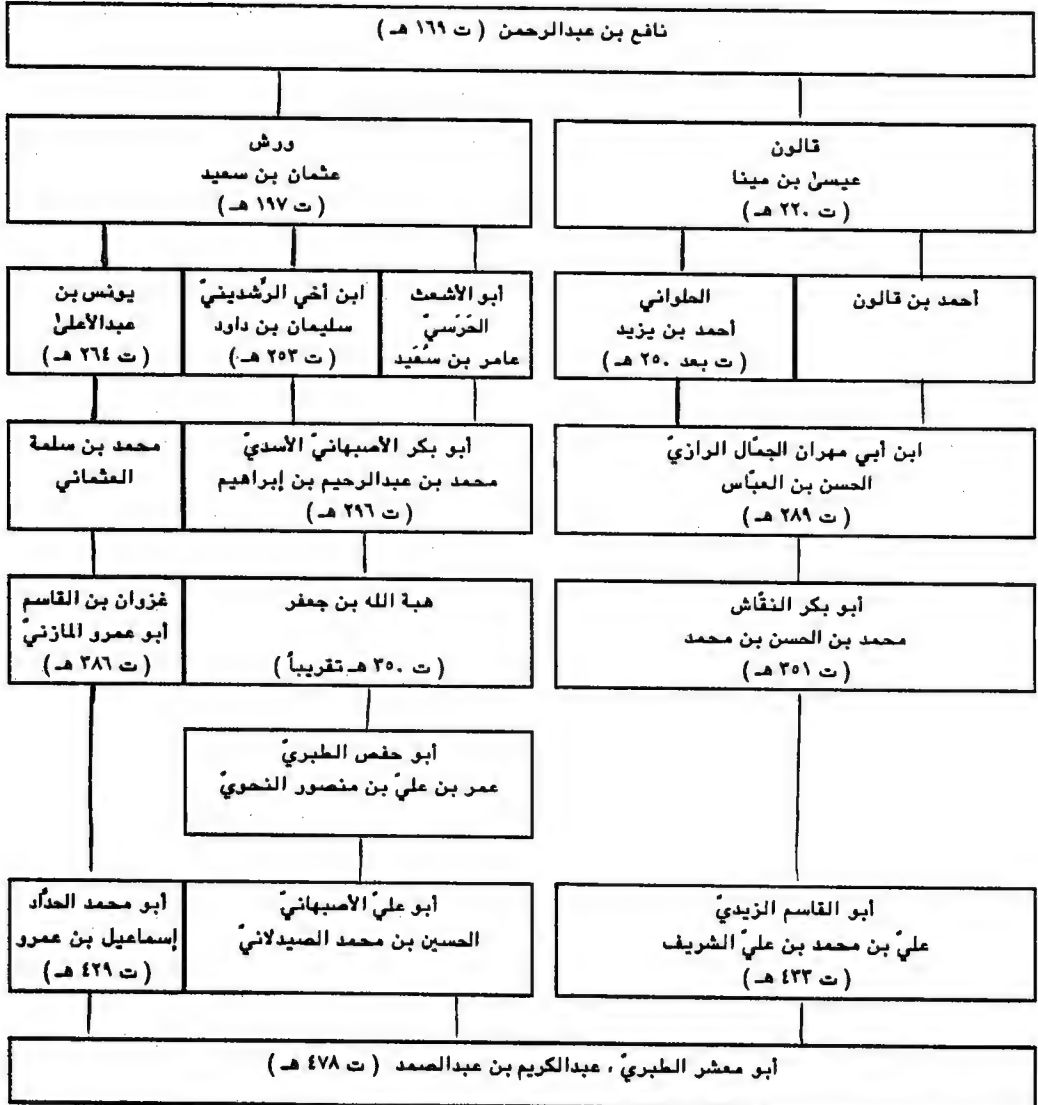 نافع بن عبدالرحمن ( ت ١٦٩ هـ )
قالون
عيسىٰ بن مينا
( ت ٢٢٠ هـ )
ورش
عثمان بن سعيد
( ت ١٩٧ هـ )
أحمد بن قالون
الحلواني
أحمد بن يزيد
( ت بعد ٢٥٠ هـ )
أبو الأشعث
الحَرَسيّ
عامر بن سُعَيد
ابن أخي الرِّشدينيّ
سليمان بن داود
( ت ٢٥٣ هـ )
يونس بن
عبدالأعلىٰ
( ت ٢٦٤ هـ )
ابن أبي مهران الجمّال الرازيّ
الحسن بن العبّاس
( ت ٢٨٩ هـ )
أبو بكر الأصبهانيّ الأسديّ
محمد بن عبدالرحيم بن إبراهيم
( ت ٢٩٦ هـ )
محمد بن سلمة
العثماني
أبو بكر النقّاش
محمد بن الحسن بن محمد
( ت ٣٥١ هـ )
هبة الله بن جعفر
( ت ٣٥٠ هـ تقريباً )
غزوان بن القاسم
أبو عمرو المازنيّ
( ت ٣٨٦ هـ )
أبو حفص الطبريّ
عمر بن عليّ بن منصور النحويّ
أبو القاسم الزيديّ
عليّ بن محمد بن عليّ الشريف
( ت ٤٣٣ هـ )
أبو عليّ الأصبهانيّ
الحسين بن محمد الصيدلانيّ
أبو محمد الحدّاد
إسماعيل بن عمرو
( ت ٤٢٩ هـ )
أبو معشر الطبريّ ، عبدالكريم بن عبدالصمد ( ت ٤٧٨ هـ )